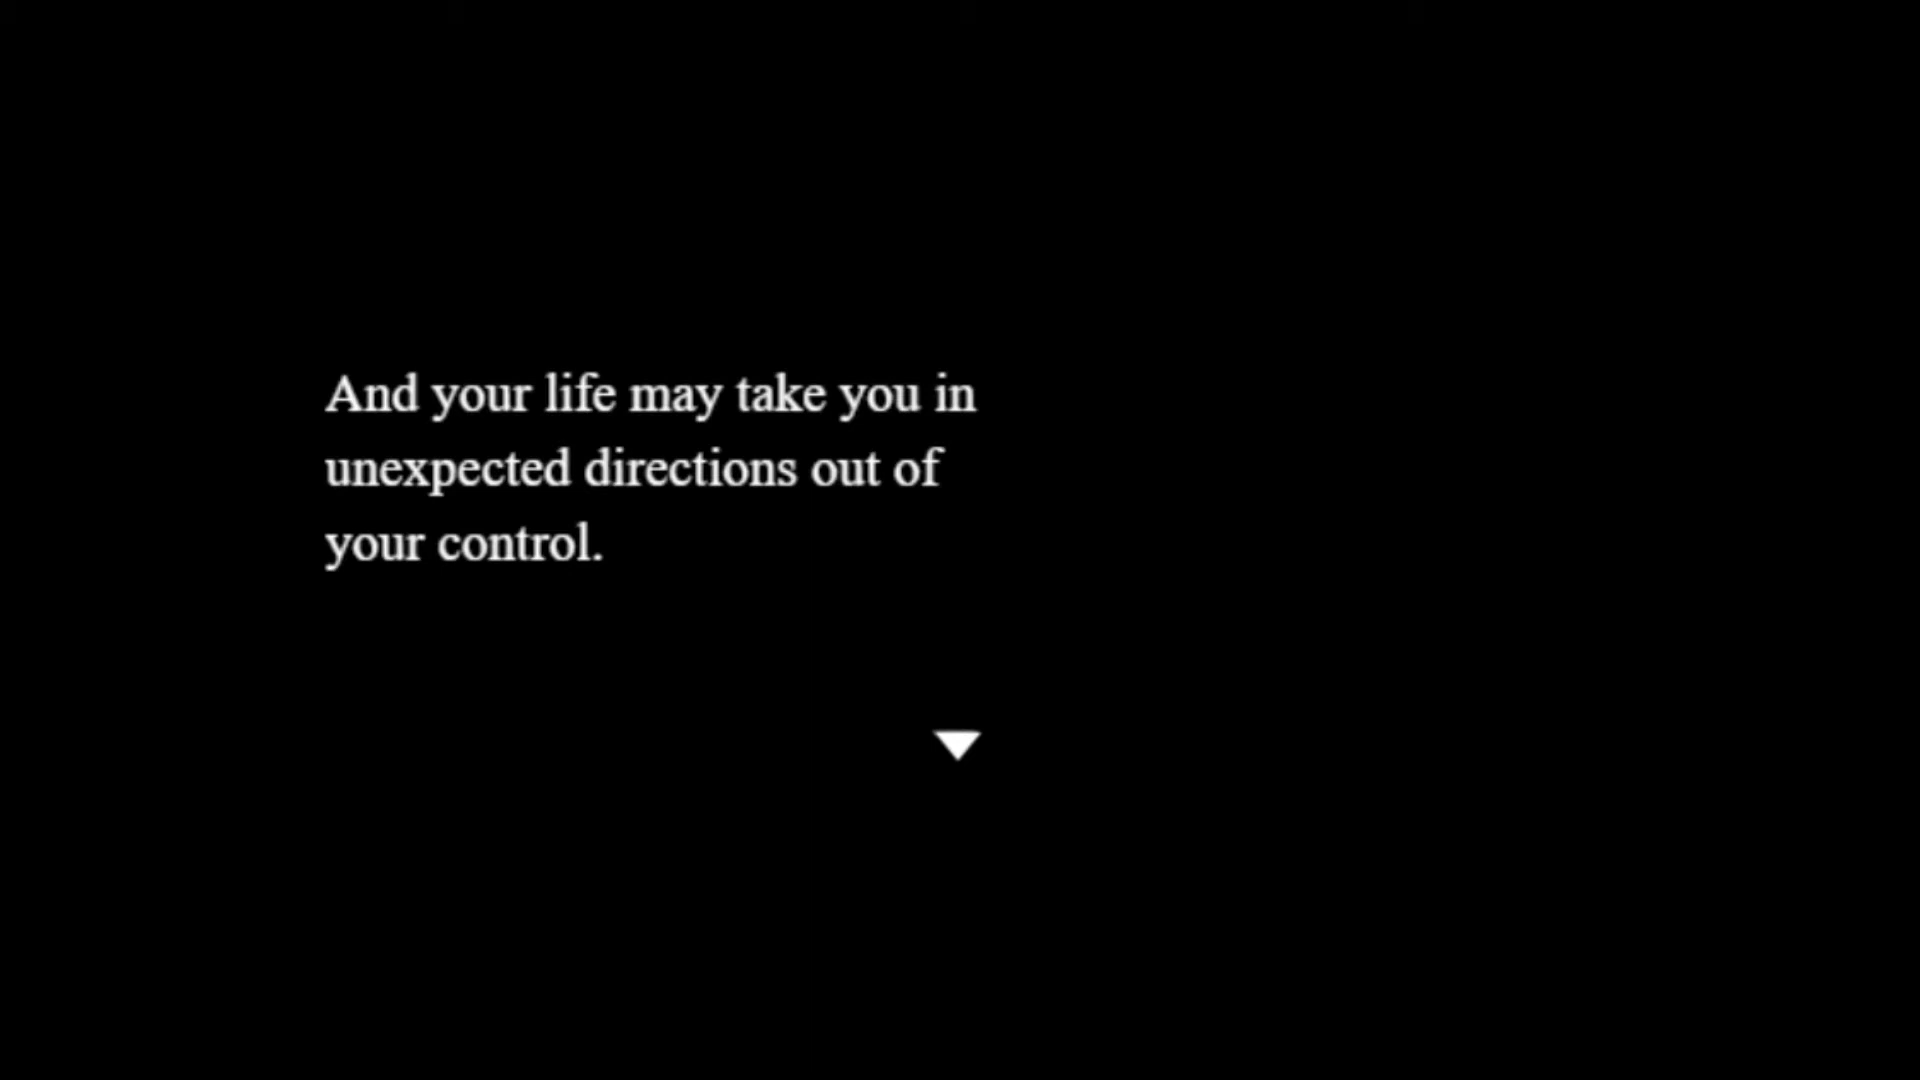 And your life may take you in
unexpected directions out of
your control.